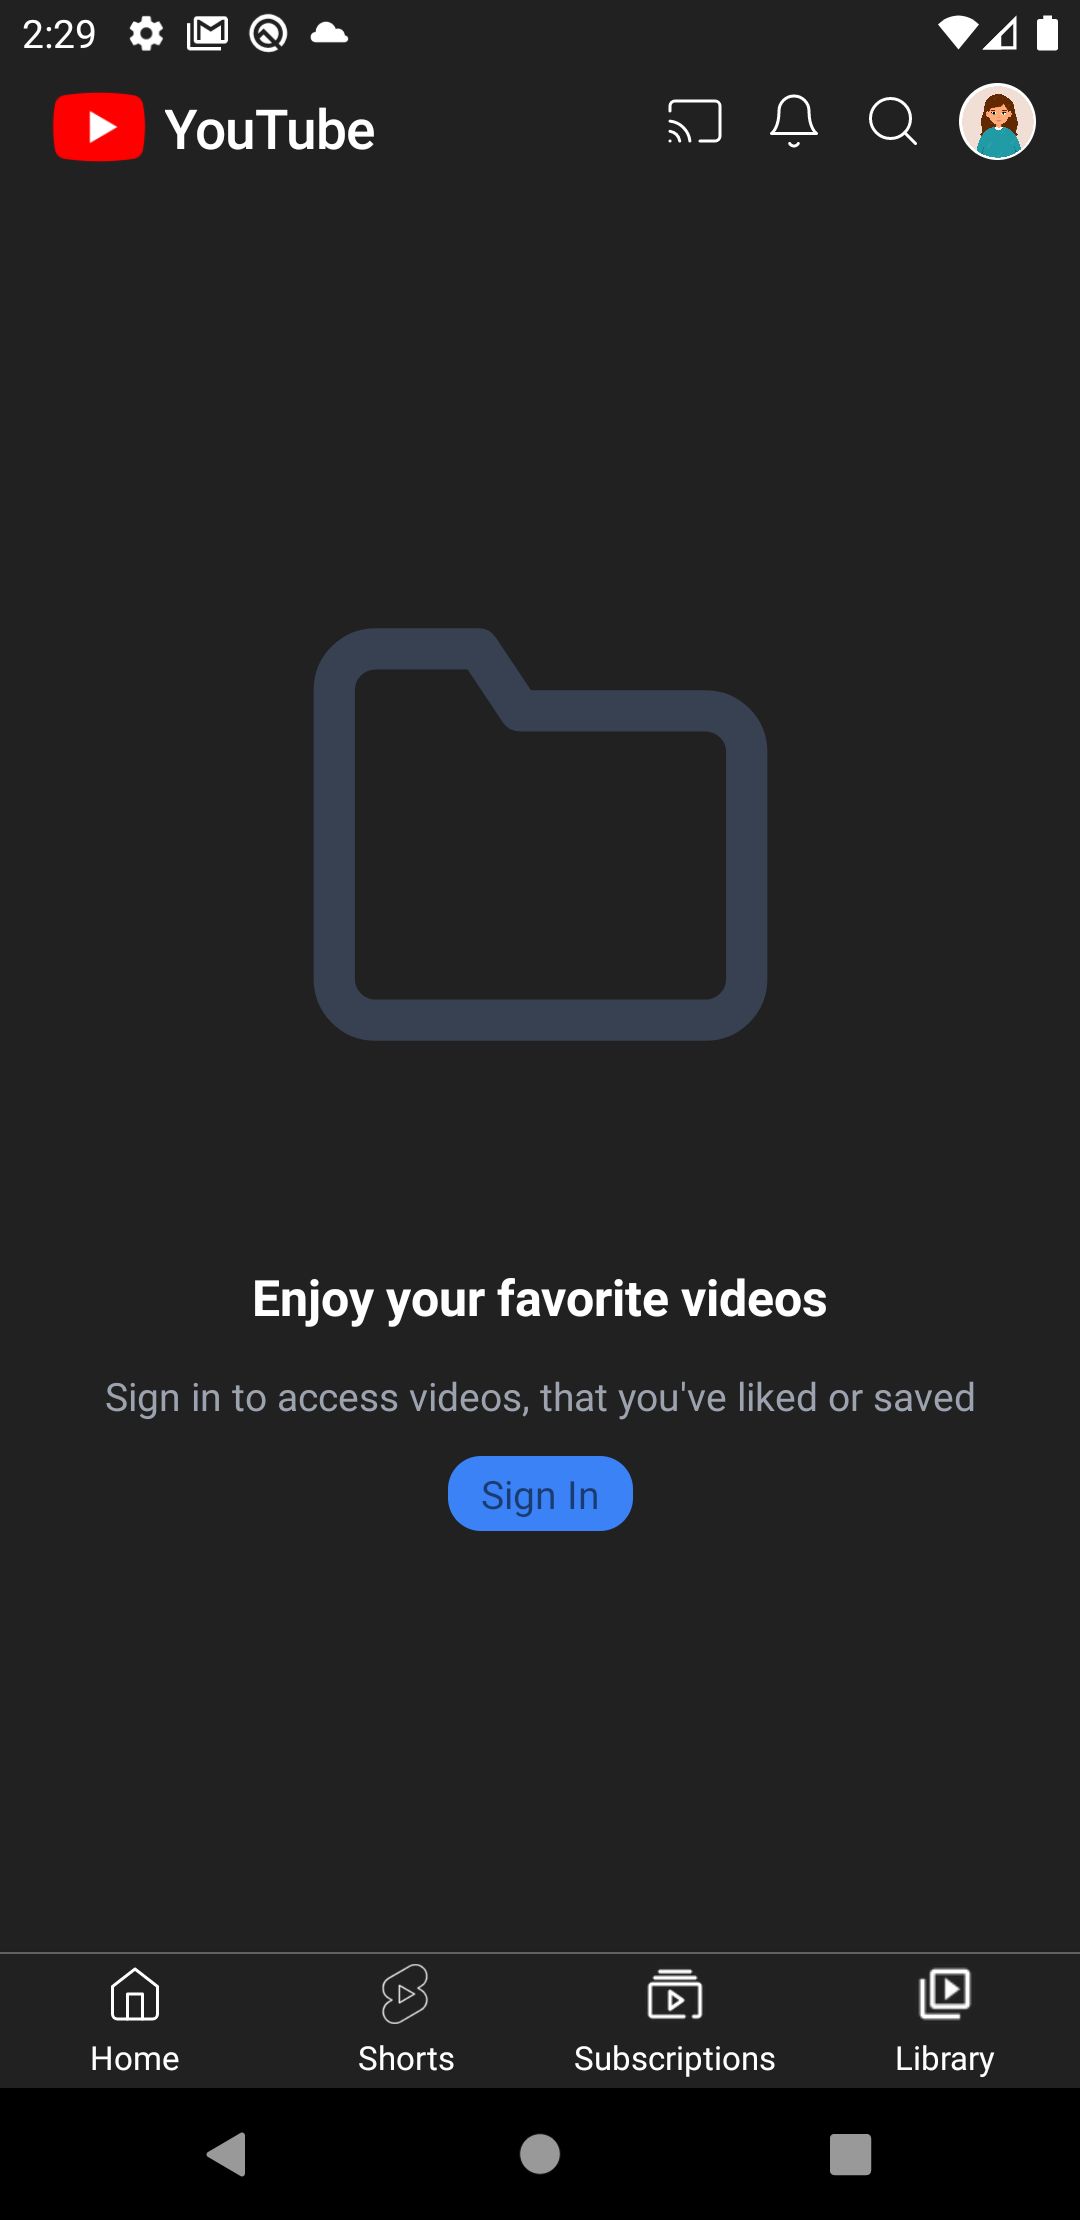 2:29
YouTube
Enjoy your favorite videos
Sign in to access videos, that you've liked or saved
Sign In
Home
Shorts
Subscriptions
Library